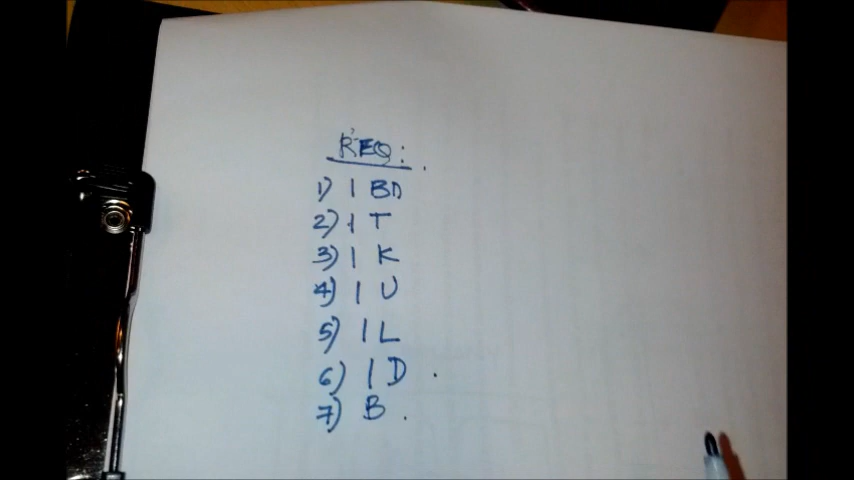 REQ:
1) 1 BD
2) 1 T
3) 1 K
4) 1 U
5) 1 L
6) 1 D.
7) B.